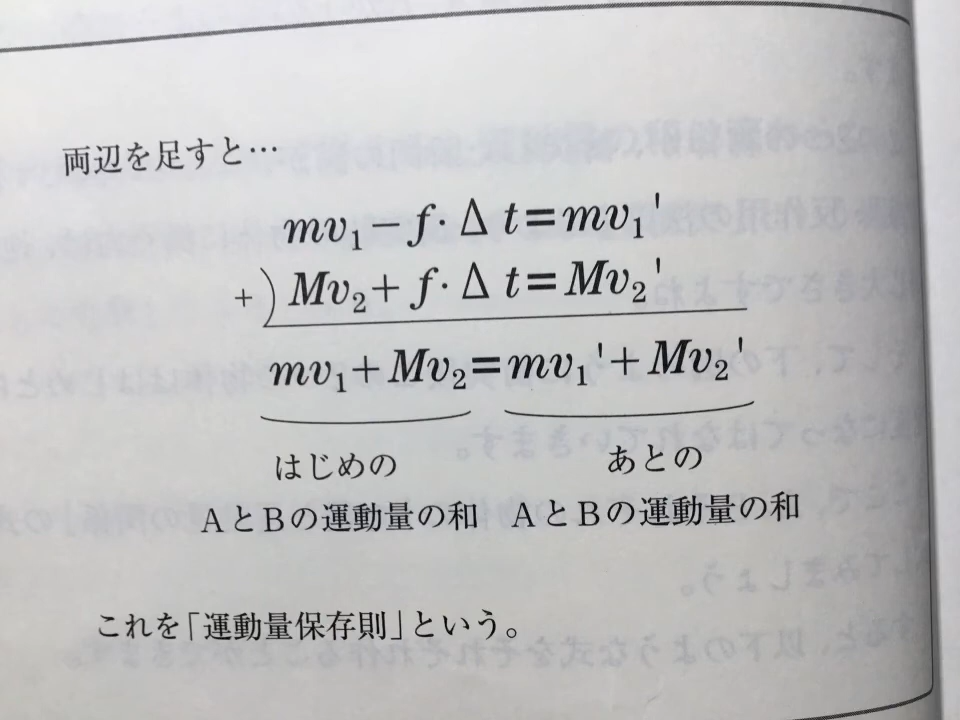 両辺を足すと…
mv₁−f·Δt=mv₁'
+)Mv₂+f·Δt=Mv₂'
mv₁+Mv₂=mv₁'+Mv₂'
はじめの あとの
AとBの運動量の和 AとBの運動量の和
これを「運動量保存則」という。